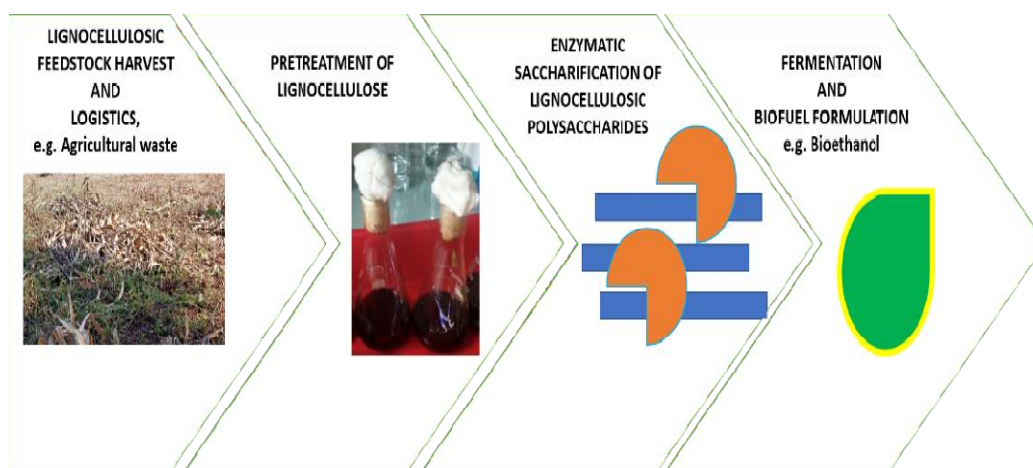 LIGNOCELLULOSIC
FEEDSTOCK HARVEST
AND
LOGISTICS,
e.g. Agricultural waste
PRETREATMENT OF
LIGNOCELLULOSE
ENZYMATIC
SACCHARIFICATION OF
LIGNOCELLULOSIC
POLYSACCHARIDES
FERMENTATION
AND
BIOFUEL FORMULATION
e.g. Bioethanol